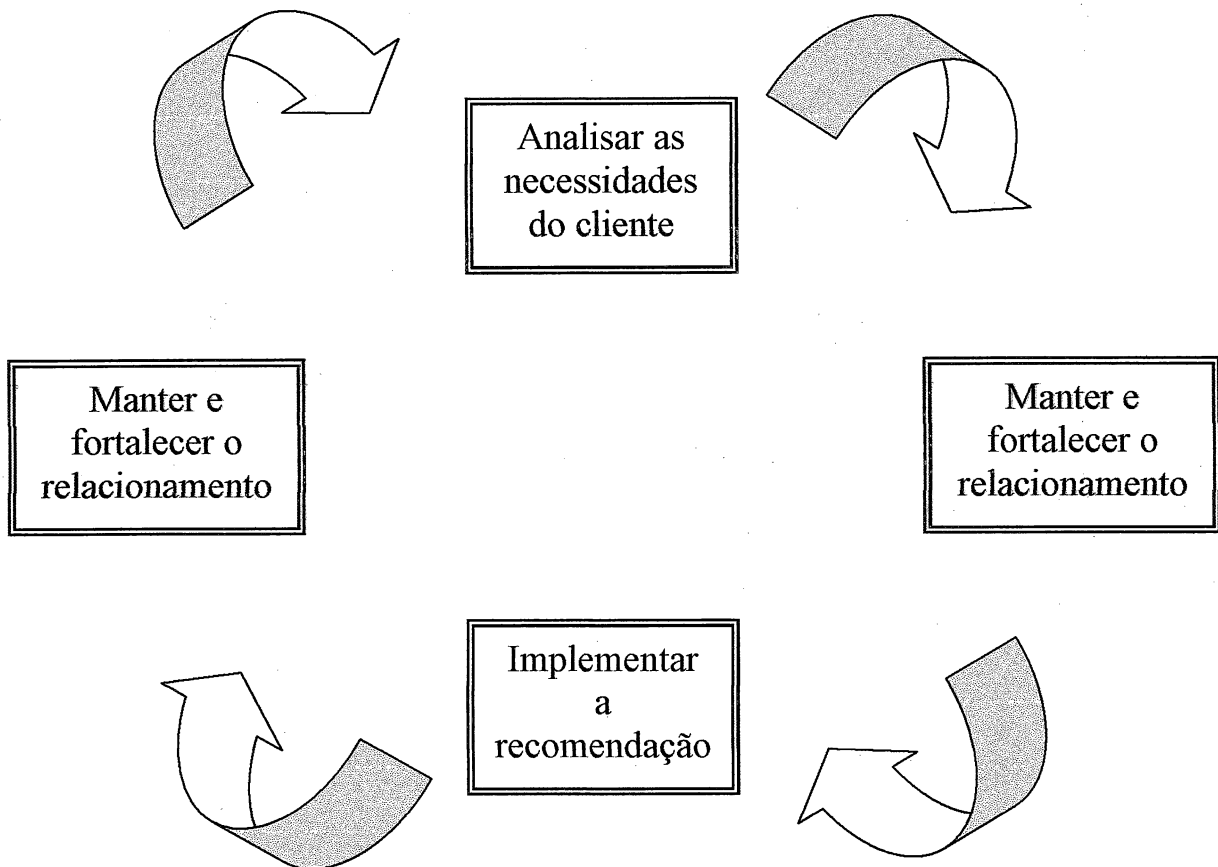 Analisar as
necessidades
do cliente
Manter e
fortalecer o
relacionamento
Manter e
fortalecer o
relacionamento
Implementar
a
recomendação